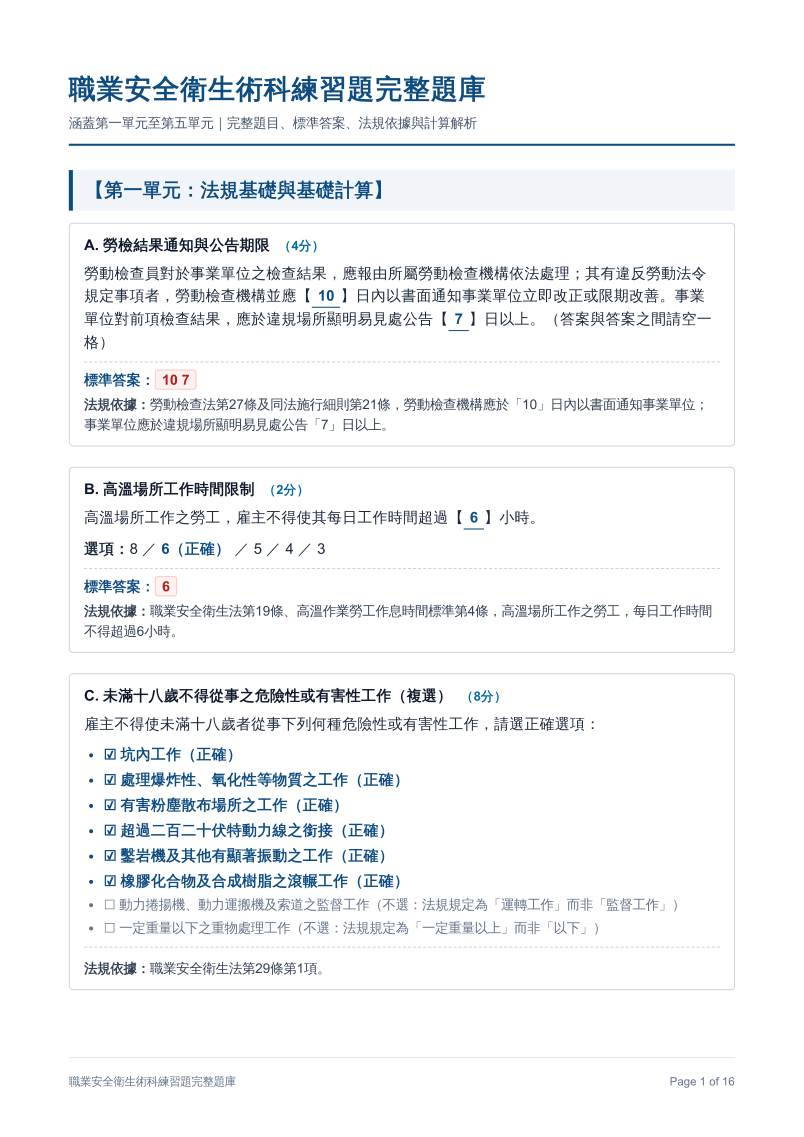 職業安全衛生術科練習題完整題庫
涵蓋第一單元至第五單元｜完整題目、標準答案、法規依據與計算解析
【第一單元：法規基礎與基礎計算】
A. 勞檢結果通知與公告期限 （4分）
勞動檢查員對於事業單位之檢查結果，應報由所屬勞動檢查機構依法處理；其有違反勞動法令
規定事項者，勞動檢查機構並應【 10 】日內以書面通知事業單位立即改正或限期改善。事業
單位對前項檢查結果，應於違規場所顯明易見處公告【 7 】日以上。（答案與答案之間請空一
格）
標準答案： 10 7
法規依據：勞動檢查法第27條及同法施行細則第21條，勞動檢查機構應於「10」日內以書面通知事業單位；
事業單位應於違規場所顯明易見處公告「7」日以上。
B. 高溫場所工作時間限制 （2分）
高溫場所工作之勞工，雇主不得使其每日工作時間超過【 6 】小時。
選項：8 ／ 6（正確） ／ 5 ／ 4 ／ 3
標準答案： 6
法規依據：職業安全衛生法第19條、高溫作業勞工作息時間標準第4條，高溫場所工作之勞工，每日工作時間
不得超過6小時。
C. 未滿十八歲不得從事之危險性或有害性工作（複選） （8分）
雇主不得使未滿十八歲者從事下列何種危險性或有害性工作，請選正確選項：
• ☑ 坑內工作（正確）
• ☑ 處理爆炸性、氧化性等物質之工作（正確）
• ☑ 有害粉塵散布場所之工作（正確）
• ☑ 超過二百二十伏特動力線之銜接（正確）
• ☑ 鑿岩機及其他有顯著振動之工作（正確）
• ☑ 橡膠化合物及合成樹脂之滾輾工作（正確）
• ☐ 動力捲揚機、動力運搬機及索道之監督工作（不選：法規規定為「運轉工作」而非「監督工作」）
• ☐ 一定重量以下之重物處理工作（不選：法規規定為「一定重量以上」而非「以下」）
法規依據：職業安全衛生法第29條第1項。
職業安全衛生術科練習題完整題庫
Page 1 of 16